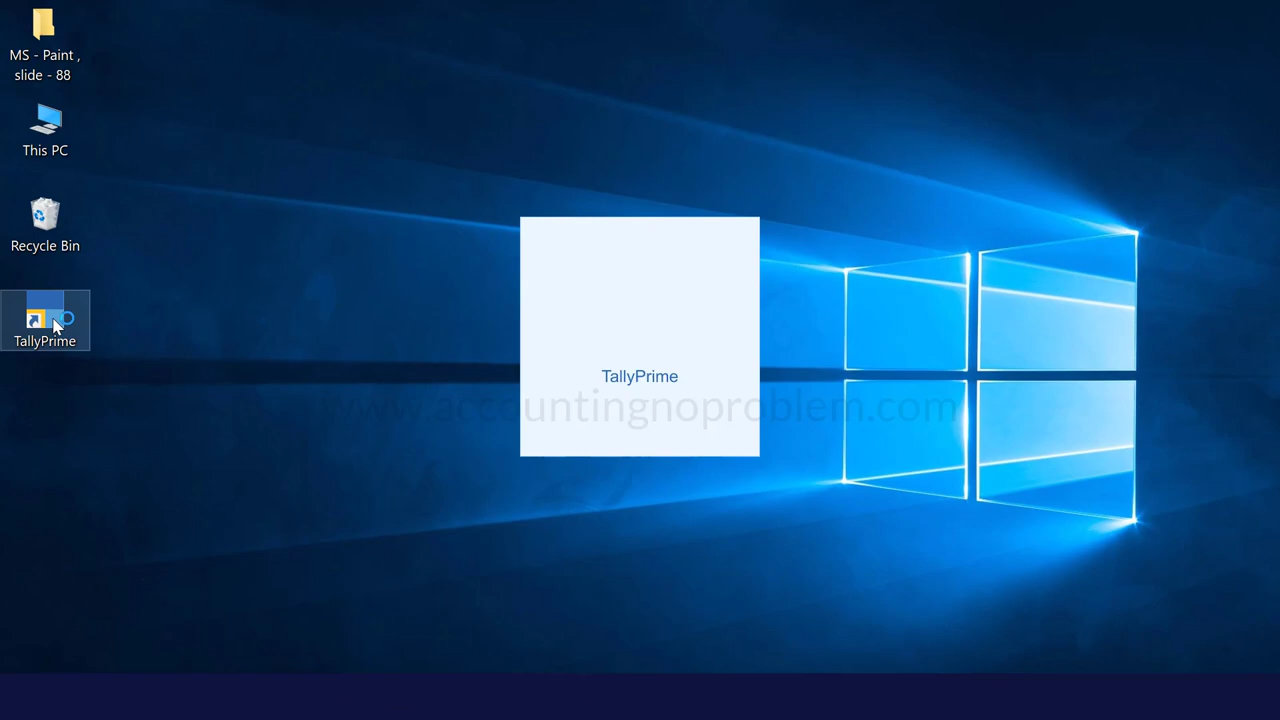 MS - Paint ,
slide - 88
This PC
Recycle Bin
TallyPrime
TallyPrime
www.accountingnoproblem.com